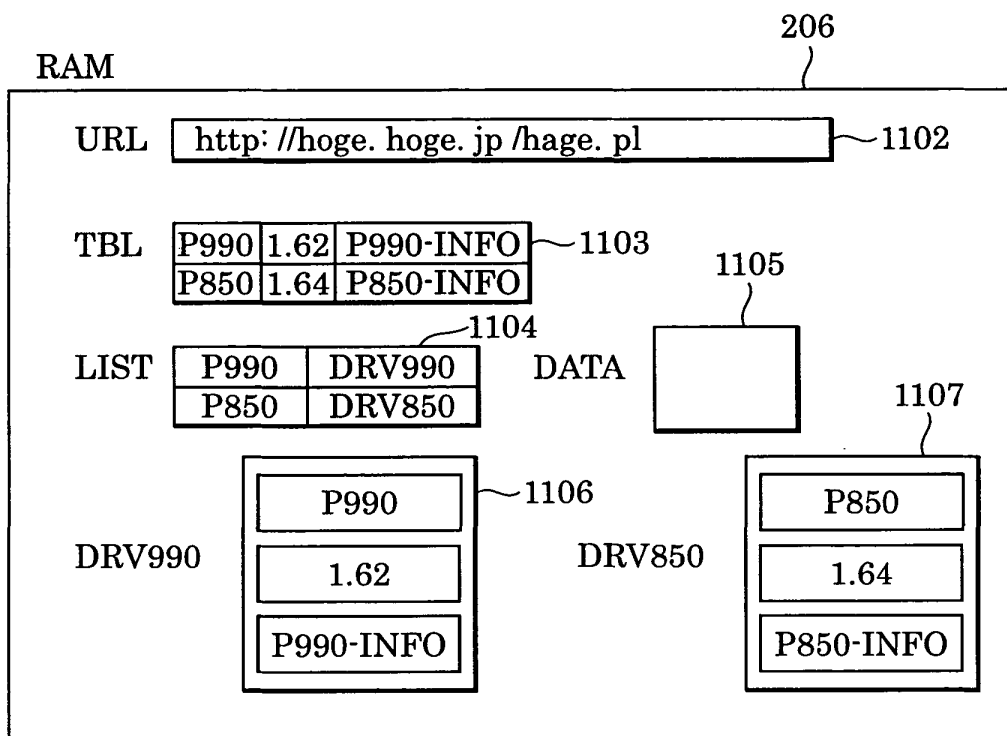 206
RAM
URL http: //hoge. hoge. jp /hage. pl 1102
TBL P990 1.62 P990-INFO 1103
P850 1.64 P850-INFO
1105
1104
LIST P990 DRV990 DATA
P850 DRV850
1107
P990 1106 P850
DRV990 1.62 DRV850 1.64
P990-INFO P850-INFO